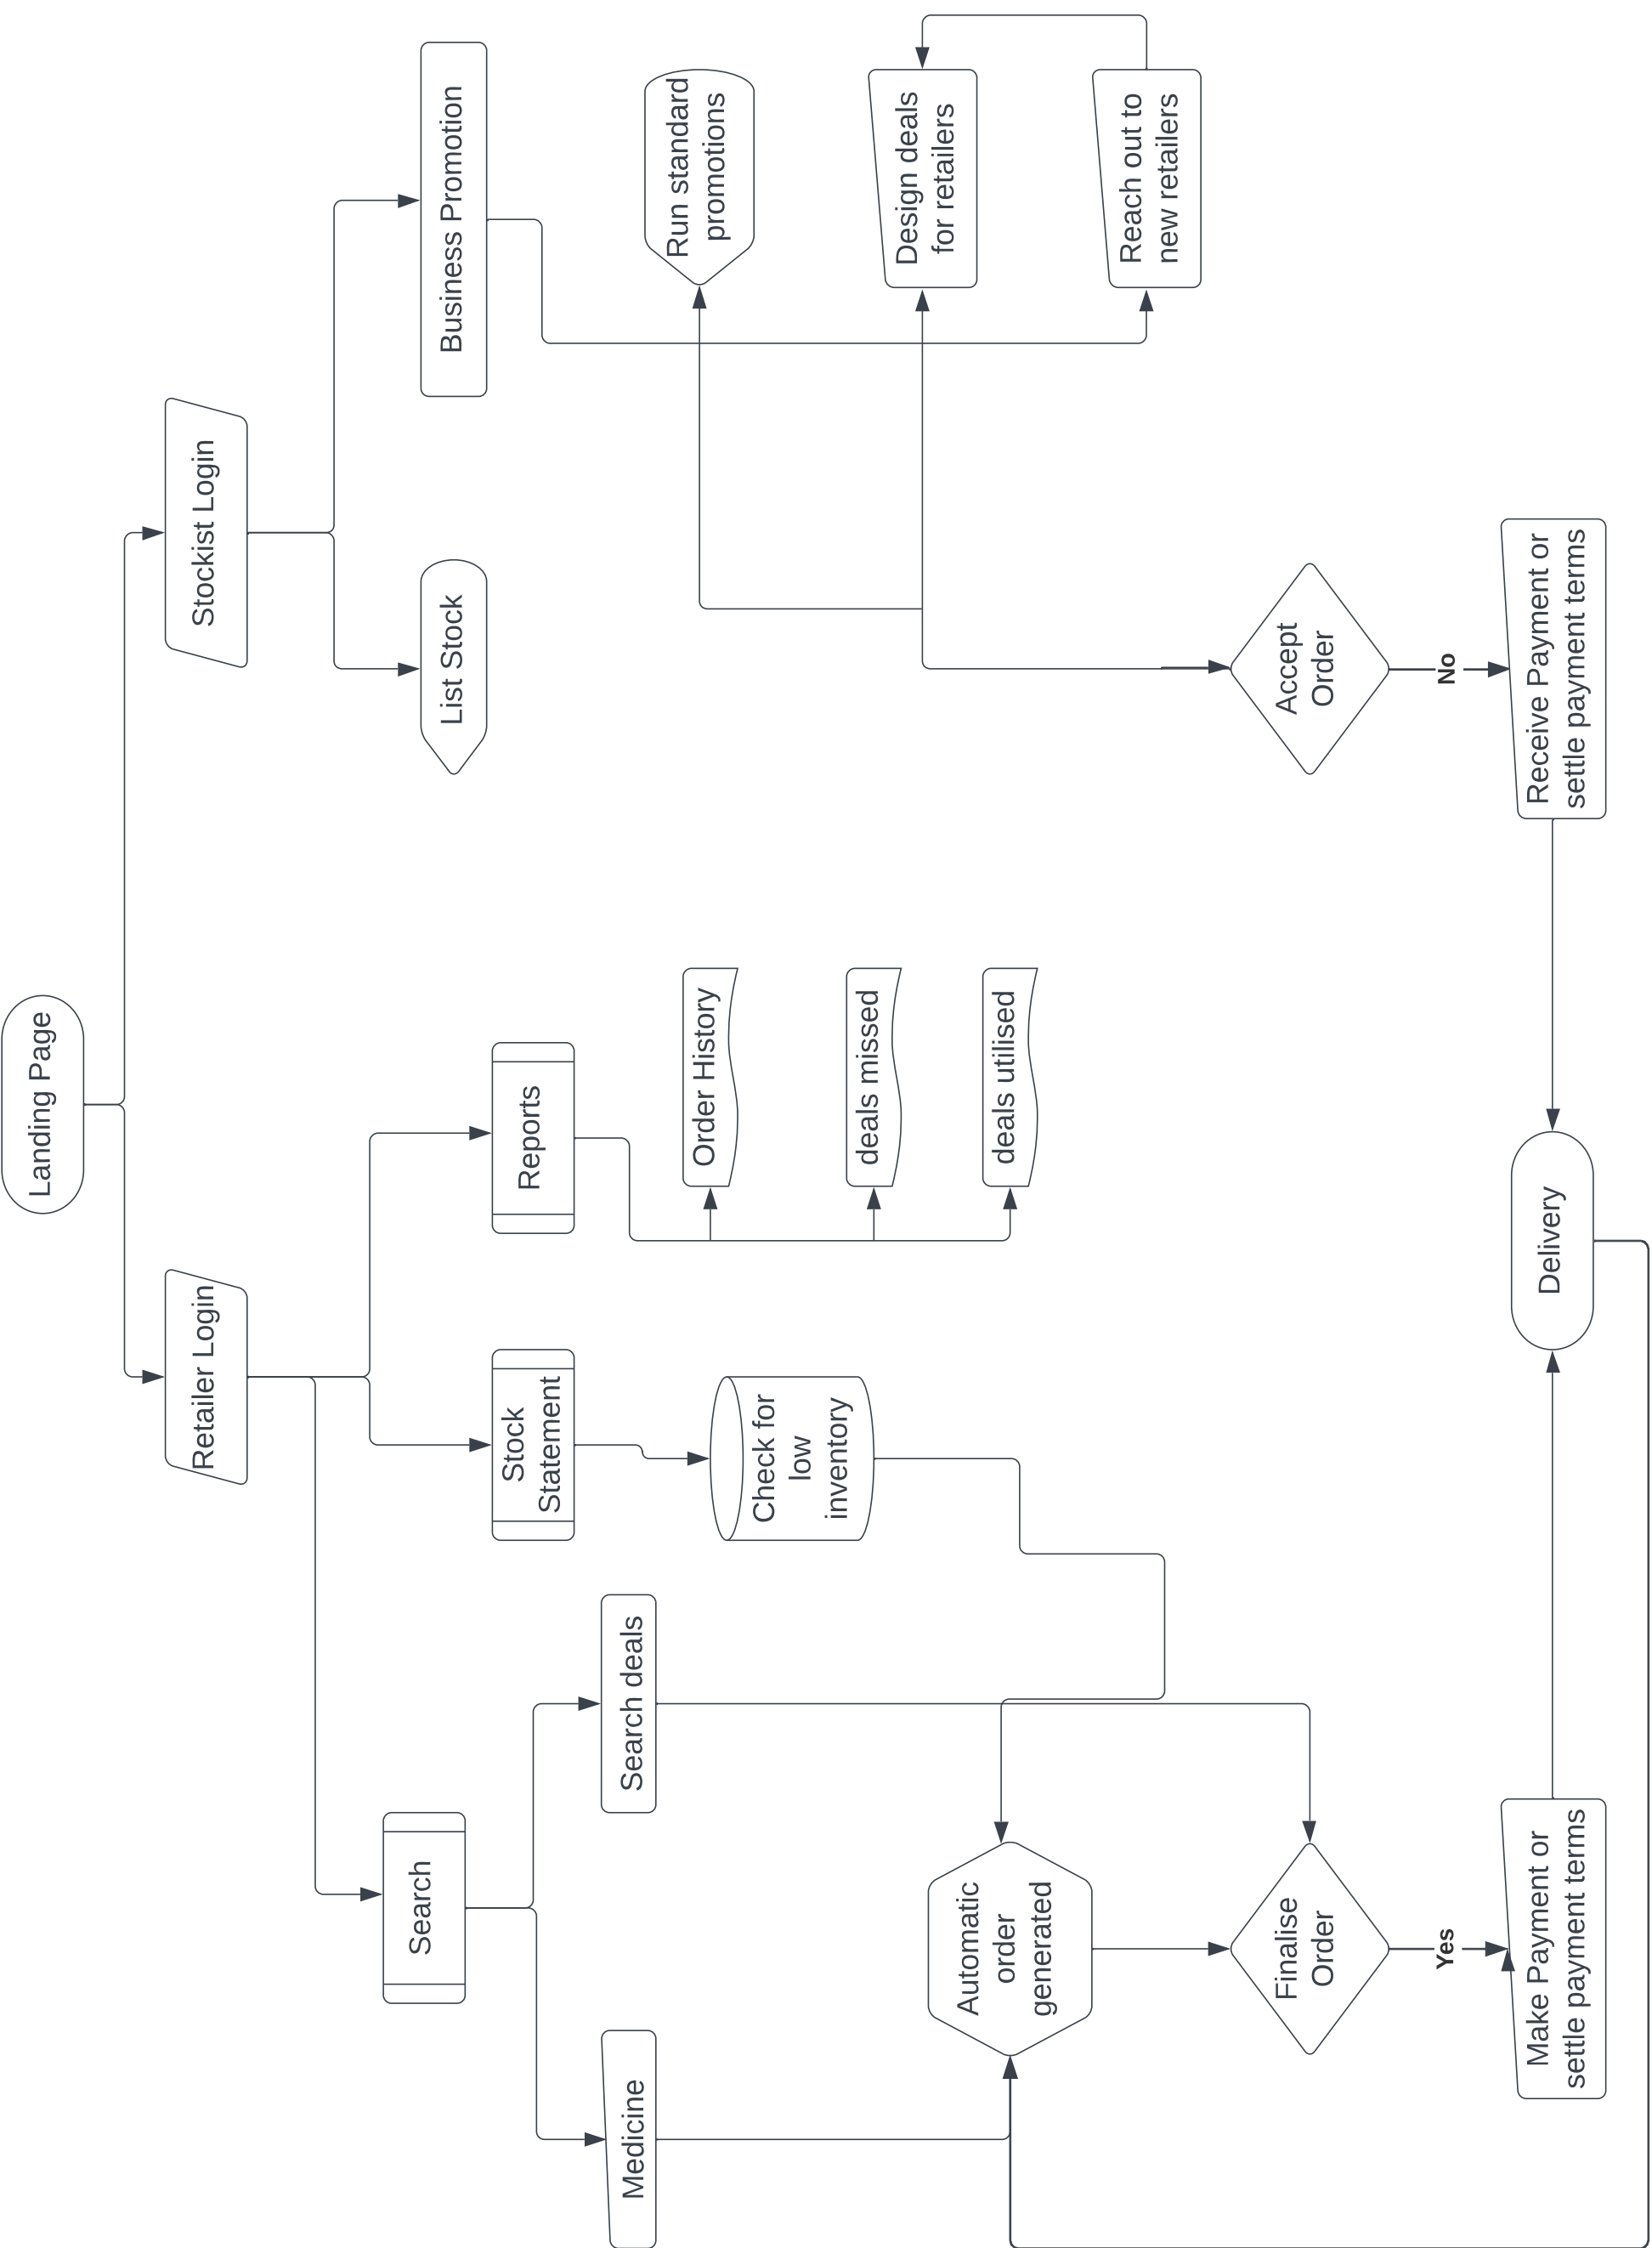 Landing Page
Retailer Login
Stockist Login
Search
Stock
Statement
Reports
List Stock
Business Promotion
Medicine
Search deals
Check for
low
inventory
Order History
deals missed
deals utilised
Run standard
promotions
Design deals
for retailers
Reach out to
new retailers
Automatic
order
generated
Finalise
Order
Accept
Order
Yes
No
Make Payment or
settle payment terms
Delivery
Receive Payment or
settle payment terms